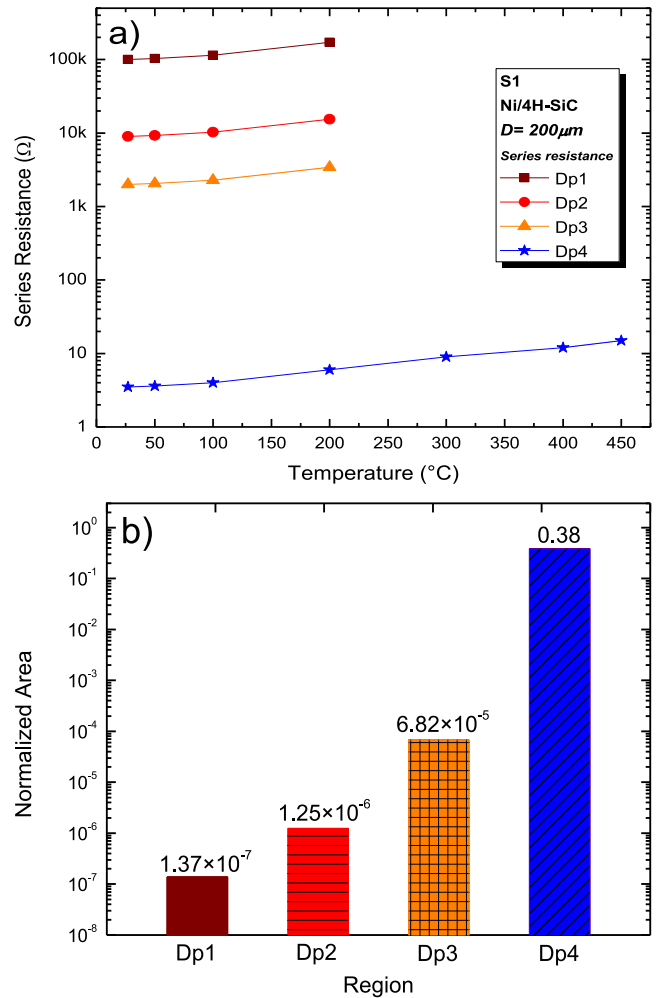 a)
100k
10k
1k
100
10
1
Series Resistance (Ω)
S1
Ni/4H-SiC
D= 200μm
Series resistance
Dp1
Dp2
Dp3
Dp4
0 50 100 150 200 250 300 350 400 450
Temperature (°C)
b)
10⁰
10⁻¹
10⁻²
10⁻³
10⁻⁴
10⁻⁵
10⁻⁶
10⁻⁷
10⁻⁸
Normalized Area
1.37×10⁻⁷
1.25×10⁻⁶
6.82×10⁻⁵
0.38
Dp1 Dp2 Dp3 Dp4
Region